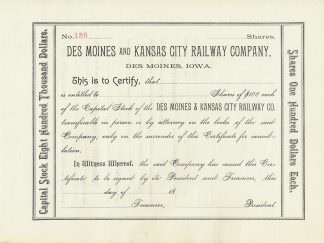 No. 186 Shares.
DES MOINES AND KANSAS CITY RAILWAY COMPANY,
DES MOINES, IOWA.
This is to Certify, that
is entitled to Shares of $100 each
of the Capital Stock of the DES MOINES & KANSAS CITY RAILWAY CO.
transferable in person or by attorney on the books of the said
Company, only on the surrender of this Certificate for cancel-
lation.
In Witness Whereof, the said Company has caused this Cer-
tificate to be signed by its President and Treasurer, this
day of 18
Treasurer, President.
Capital Stock Eight Hundred Thousand Dollars.
Shares One Hundred Dollars Each.